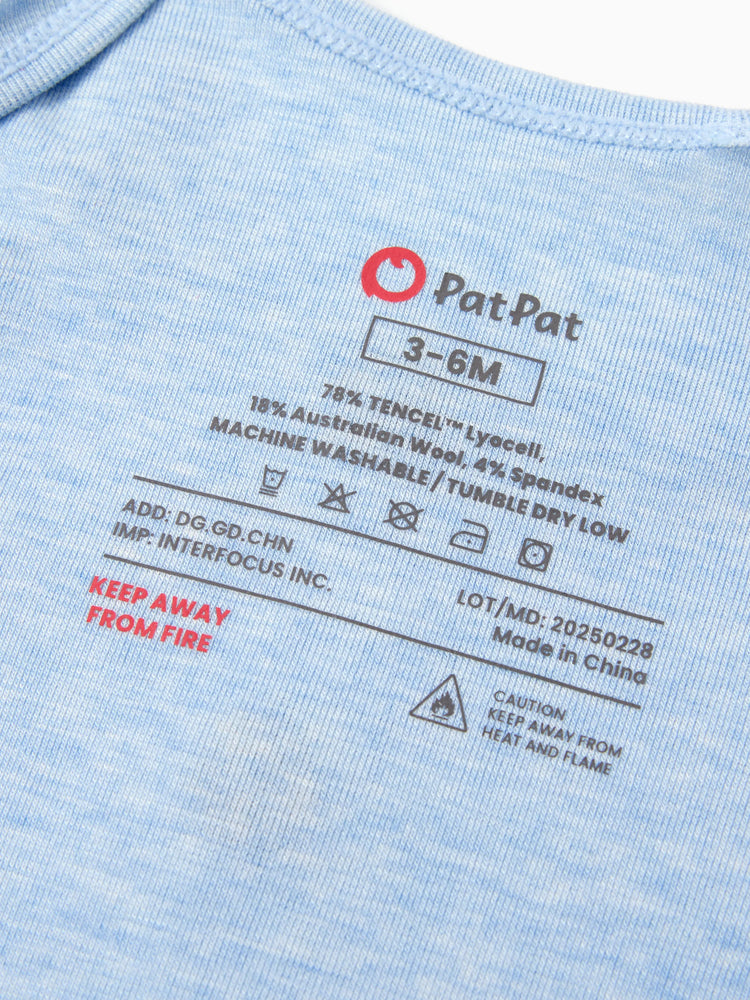 PatPat
3-6M
78% TENCEL™ Lyocell,
18% Australian Wool, 4% Spandex
MACHINE WASHABLE / TUMBLE DRY LOW
ADD: DG.GD.CHN
IMP: INTERFOCUS INC.
LOT/MD: 20250228
Made in China
KEEP AWAY
FROM FIRE
CAUTION
KEEP AWAY FROM
HEAT AND FLAME